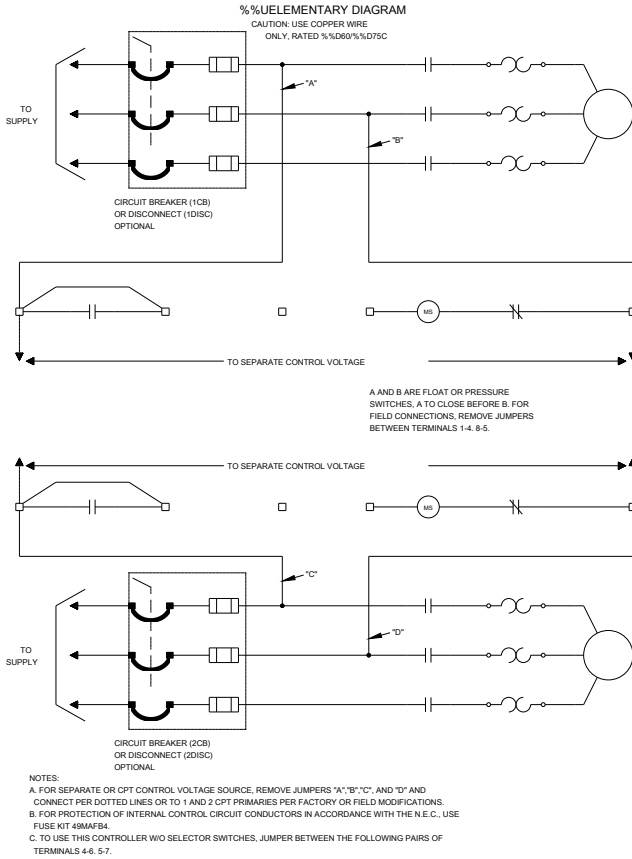 %%UELEMENTARY DIAGRAM
CAUTION: USE COPPER WIRE
ONLY, RATED %%D60/%%D75C
"A"
TO
SUPPLY
"B"
CIRCUIT BREAKER (1CB)
OR DISCONNECT (1DISC)
OPTIONAL
MS
TO SEPARATE CONTROL VOLTAGE
A AND B ARE FLOAT OR PRESSURE
SWITCHES, A TO CLOSE BEFORE B. FOR
FIELD CONNECTIONS, REMOVE JUMPERS
BETWEEN TERMINALS 1-4. 8-5.
TO SEPARATE CONTROL VOLTAGE
MS
"C"
"D"
TO
SUPPLY
CIRCUIT BREAKER (2CB)
OR DISCONNECT (2DISC)
OPTIONAL
NOTES:
A. FOR SEPARATE OR CPT CONTROL VOLTAGE SOURCE, REMOVE JUMPERS "A","B","C", AND "D" AND
CONNECT PER DOTTED LINES OR TO 1 AND 2 CPT PRIMARIES PER FACTORY OR FIELD MODIFICATIONS.
B. FOR PROTECTION OF INTERNAL CONTROL CIRCUIT CONDUCTORS IN ACCORDANCE WITH THE N.E.C., USE
FUSE KIT 49MAFB4.
C. TO USE THIS CONTROLLER W/O SELECTOR SWITCHES, JUMPER BETWEEN THE FOLLOWING PAIRS OF
TERMINALS 4-6. 5-7.